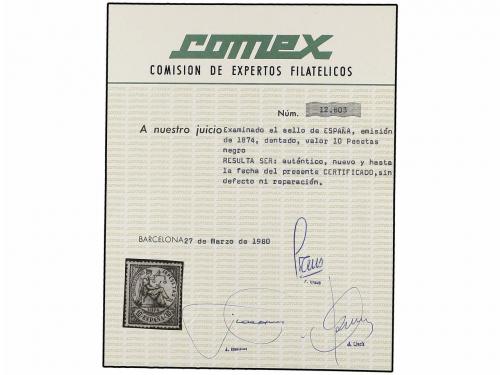 comex
COMISION DE EXPERTOS FILATELICOS
Núm. 12.603
A nuestro juicio Examinado el sello de ESPAÑA, emisión
de 1874, dentado, valor 10 Pesetas
negro
RESULTA SER: auténtico, nuevo y hasta
la fecha del presente CERTIFICADO, sin
defecto ni reparación.
BARCELONA 27 de Marzo de 1980